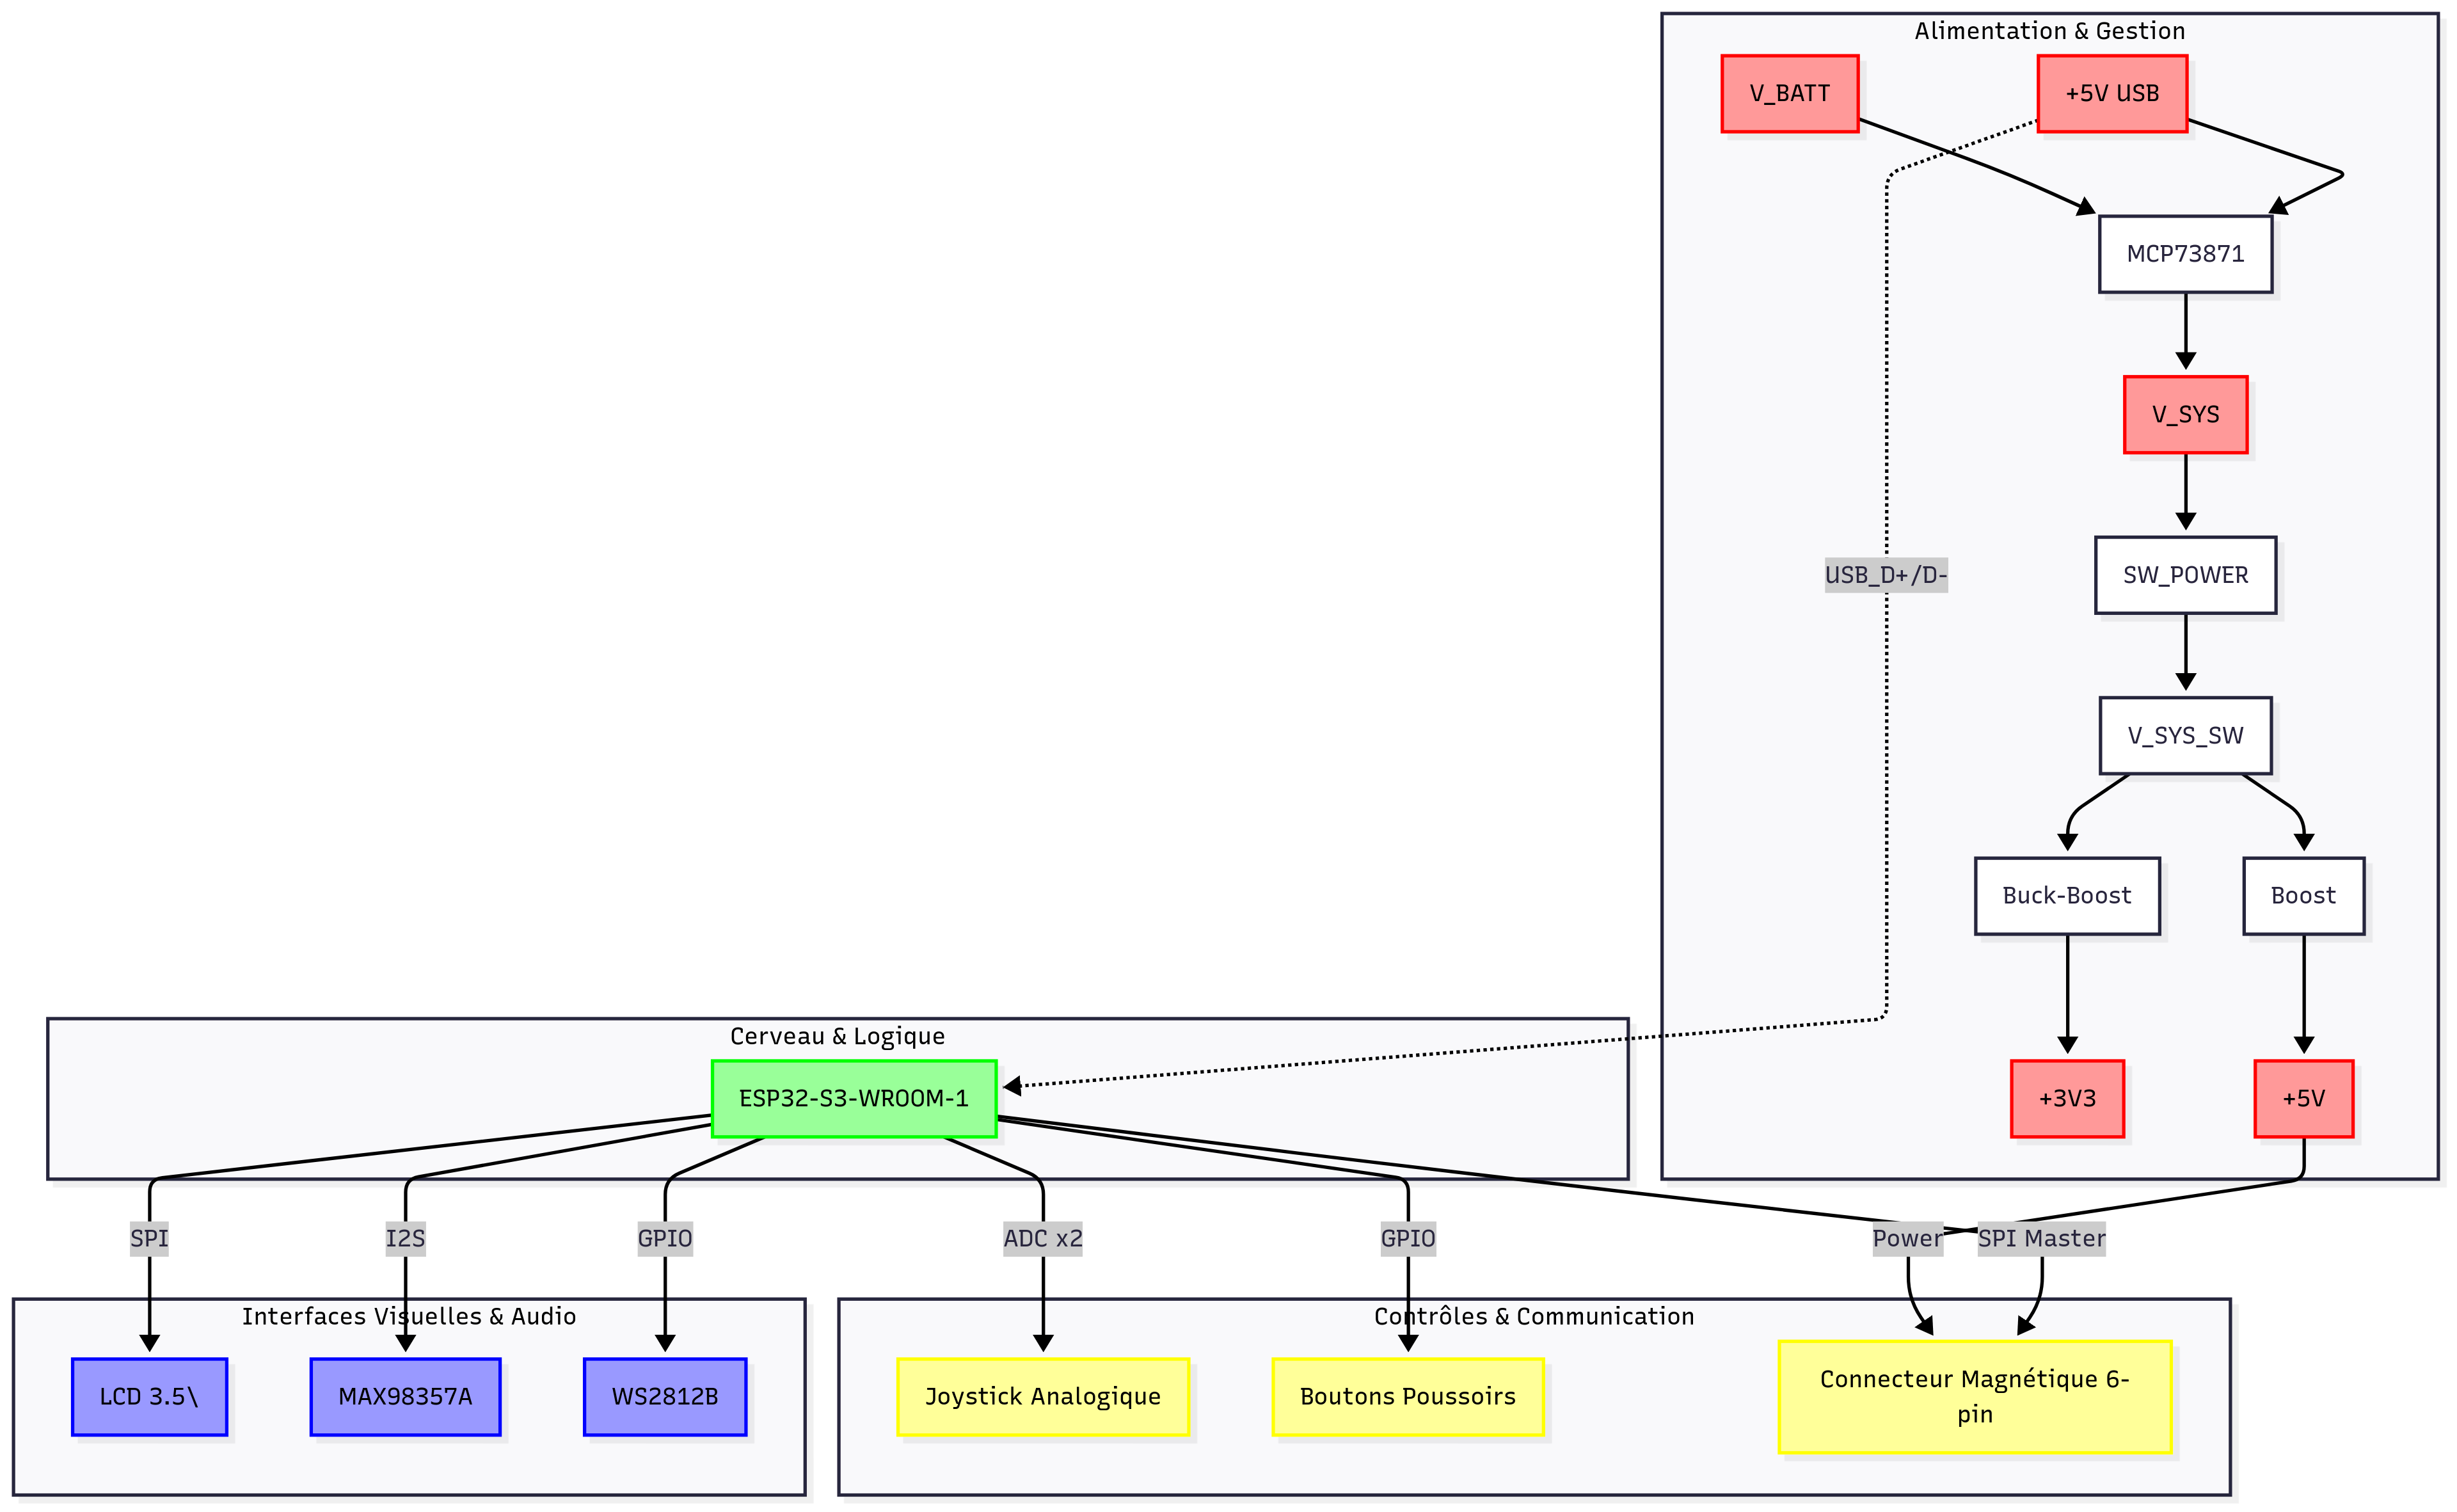 Alimentation & Gestion
V_BATT
+5V USB
MCP73871
V_SYS
USB_D+/D-
SW_POWER
V_SYS_SW
Buck-Boost
Boost
Cerveau & Logique
ESP32-S3-WROOM-1
+3V3
+5V
SPI
I2S
GPIO
ADC x2
GPIO
Power
SPI Master
Interfaces Visuelles & Audio
LCD 3.5\
MAX98357A
WS2812B
Contrôles & Communication
Joystick Analogique
Boutons Poussoirs
Connecteur Magnétique 6-
pin